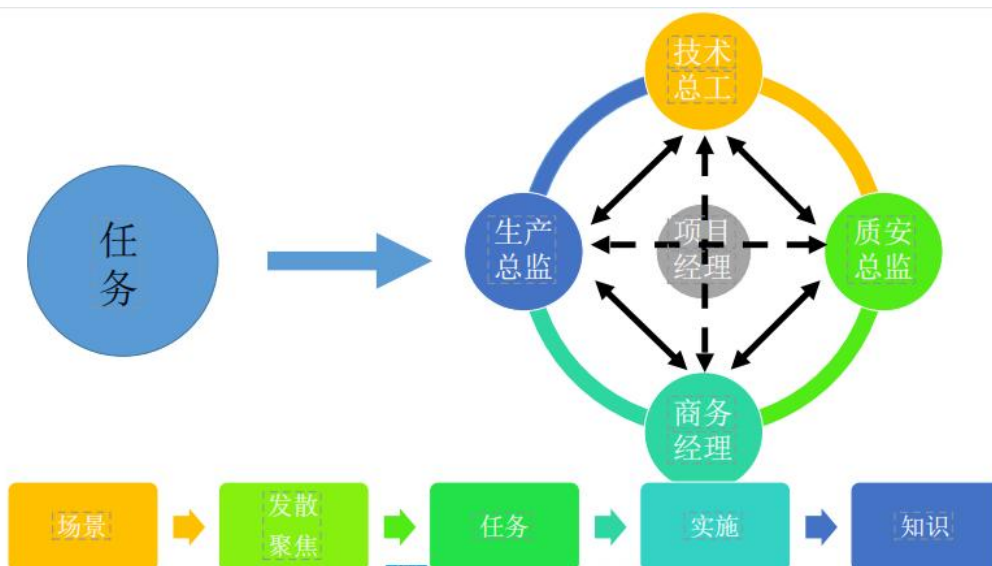 技术
总工
任
务
生产
总监
项目
经理
质安
总监
商务
经理
场景
发散
聚焦
任务
实施
知识